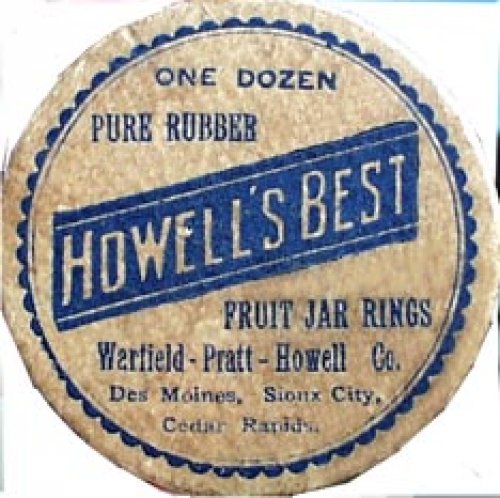 ONE DOZEN
PURE RUBBER
HOWELL'S BEST
FRUIT JAR RINGS
Warfield - Pratt - Howell Co.
Des Moines, Sioux City,
Cedar Rapids.